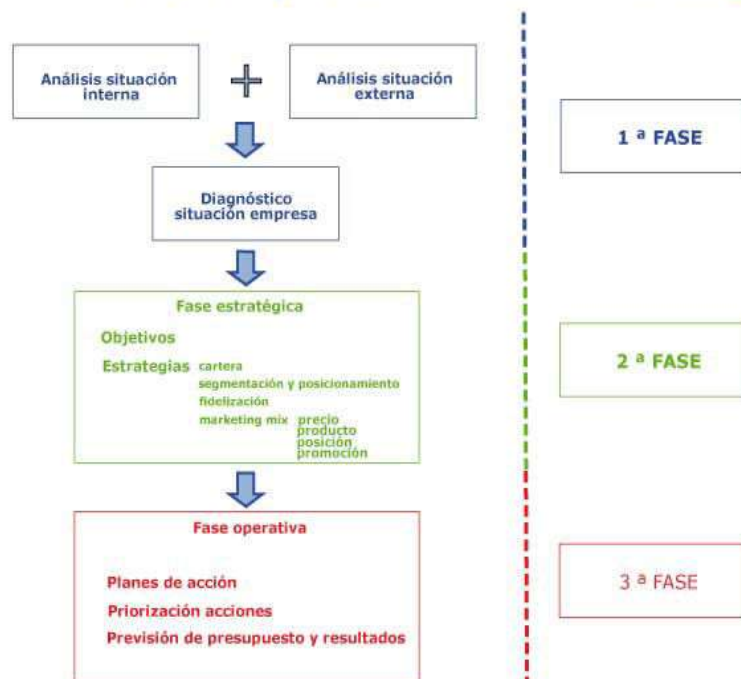 Análisis situación
interna
Análisis situación
externa
1 ª FASE
Diagnóstico
situación empresa
Fase estratégica
Objetivos
Estrategias cartera
segmentación y posicionamiento
fidelización
marketing mix precio
producto
posición
promoción
2 ª FASE
Fase operativa
Planes de acción
Priorización acciones
Previsión de presupuesto y resultados
3 ª FASE